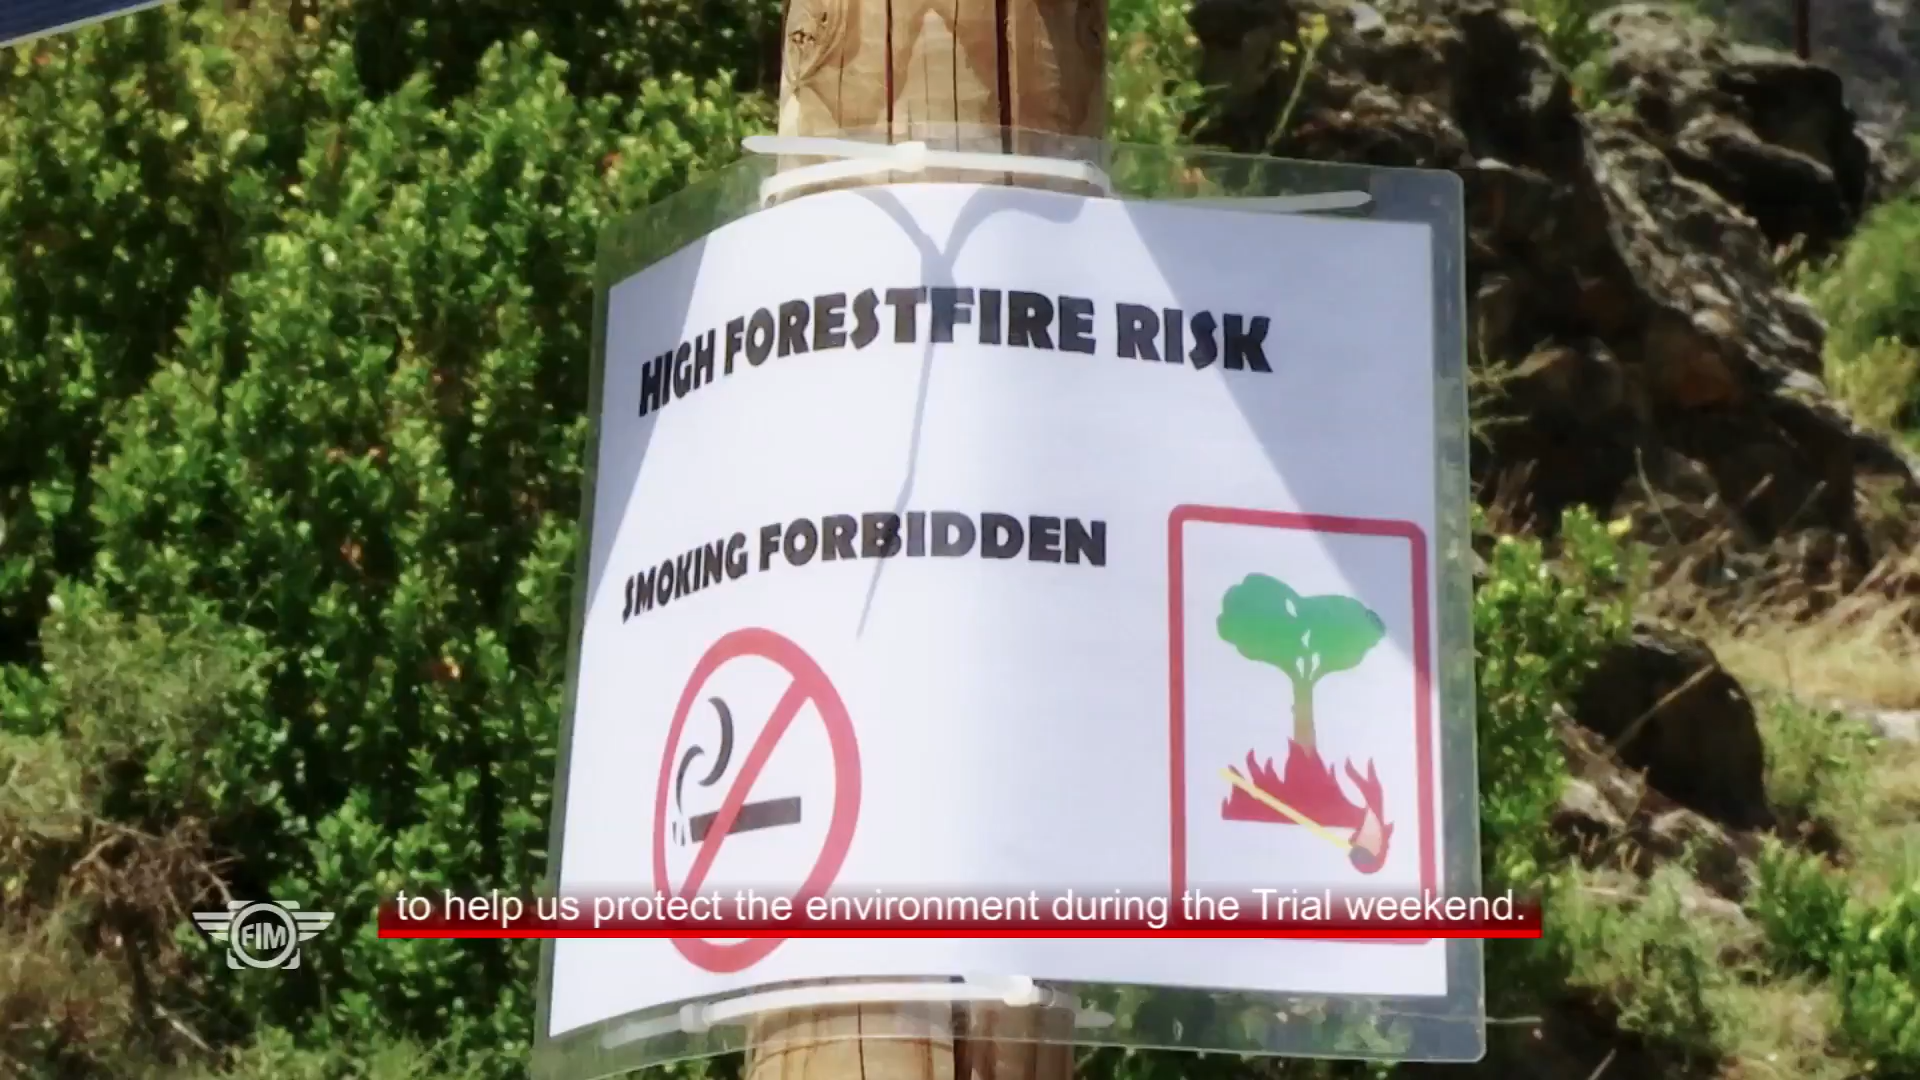 HIGH FORESTFIRE RISK
SMOKING FORBIDDEN
to help us protect the environment during the Trial weekend.
FIM